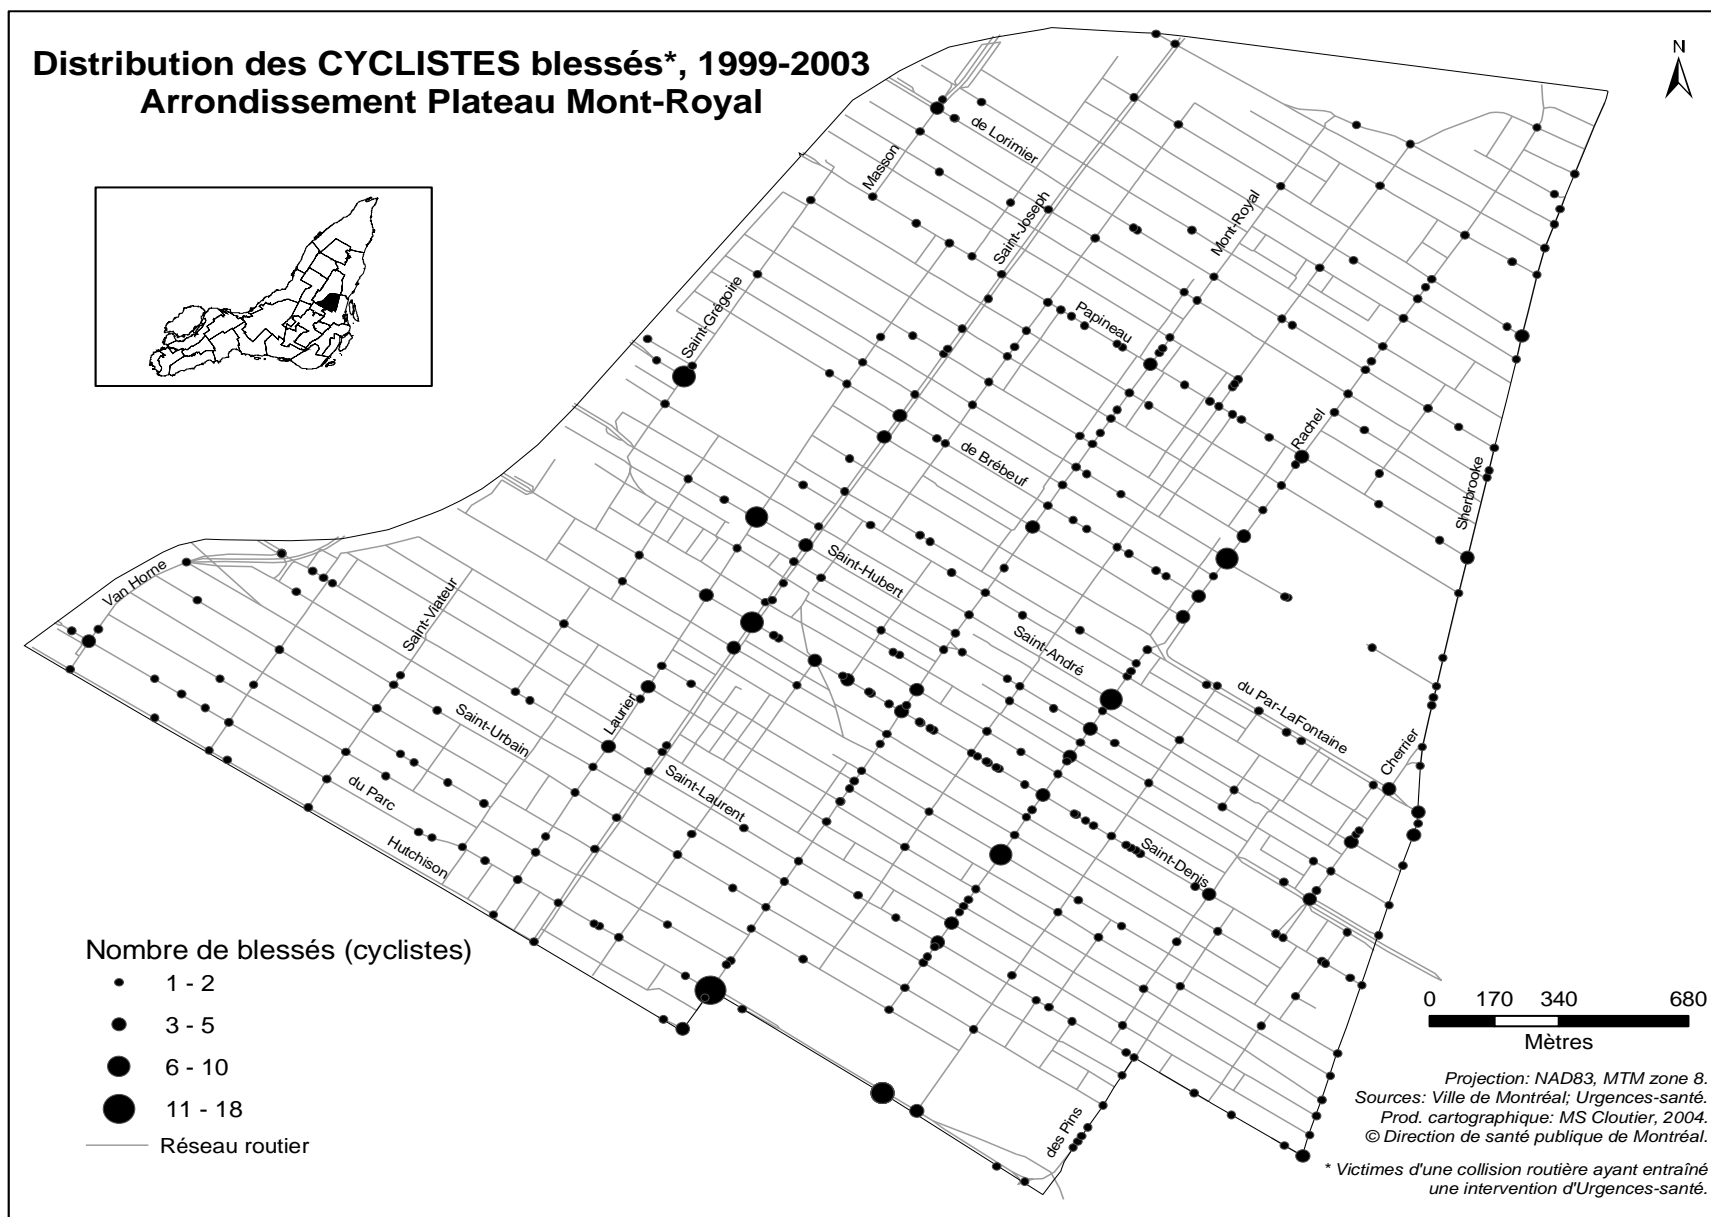 Distribution des CYCLISTES blessés*, 1999-2003
Arrondissement Plateau Mont-Royal
N
de Lorimier
Masson
Saint-Joseph
Mont-Royal
Saint-Grégoire
Papineau
Rachel
de Brébeuf
Sherbrooke
Van Horne
Saint-Viateur
Saint-Hubert
Saint-André
du Par-LaFontaine
Cherrier
Laurier
Saint-Urbain
du Parc
Saint-Laurent
Hutchison
Saint-Denis
des Pins
Nombre de blessés (cyclistes)
1 - 2
3 - 5
6 - 10
11 - 18
Réseau routier
0 170 340 680
Mètres
Projection: NAD83, MTM zone 8.
Sources: Ville de Montréal; Urgences-santé.
Prod. cartographique: MS Cloutier, 2004.
© Direction de santé publique de Montréal.
* Victimes d'une collision routière ayant entraîné
une intervention d'Urgences-santé.